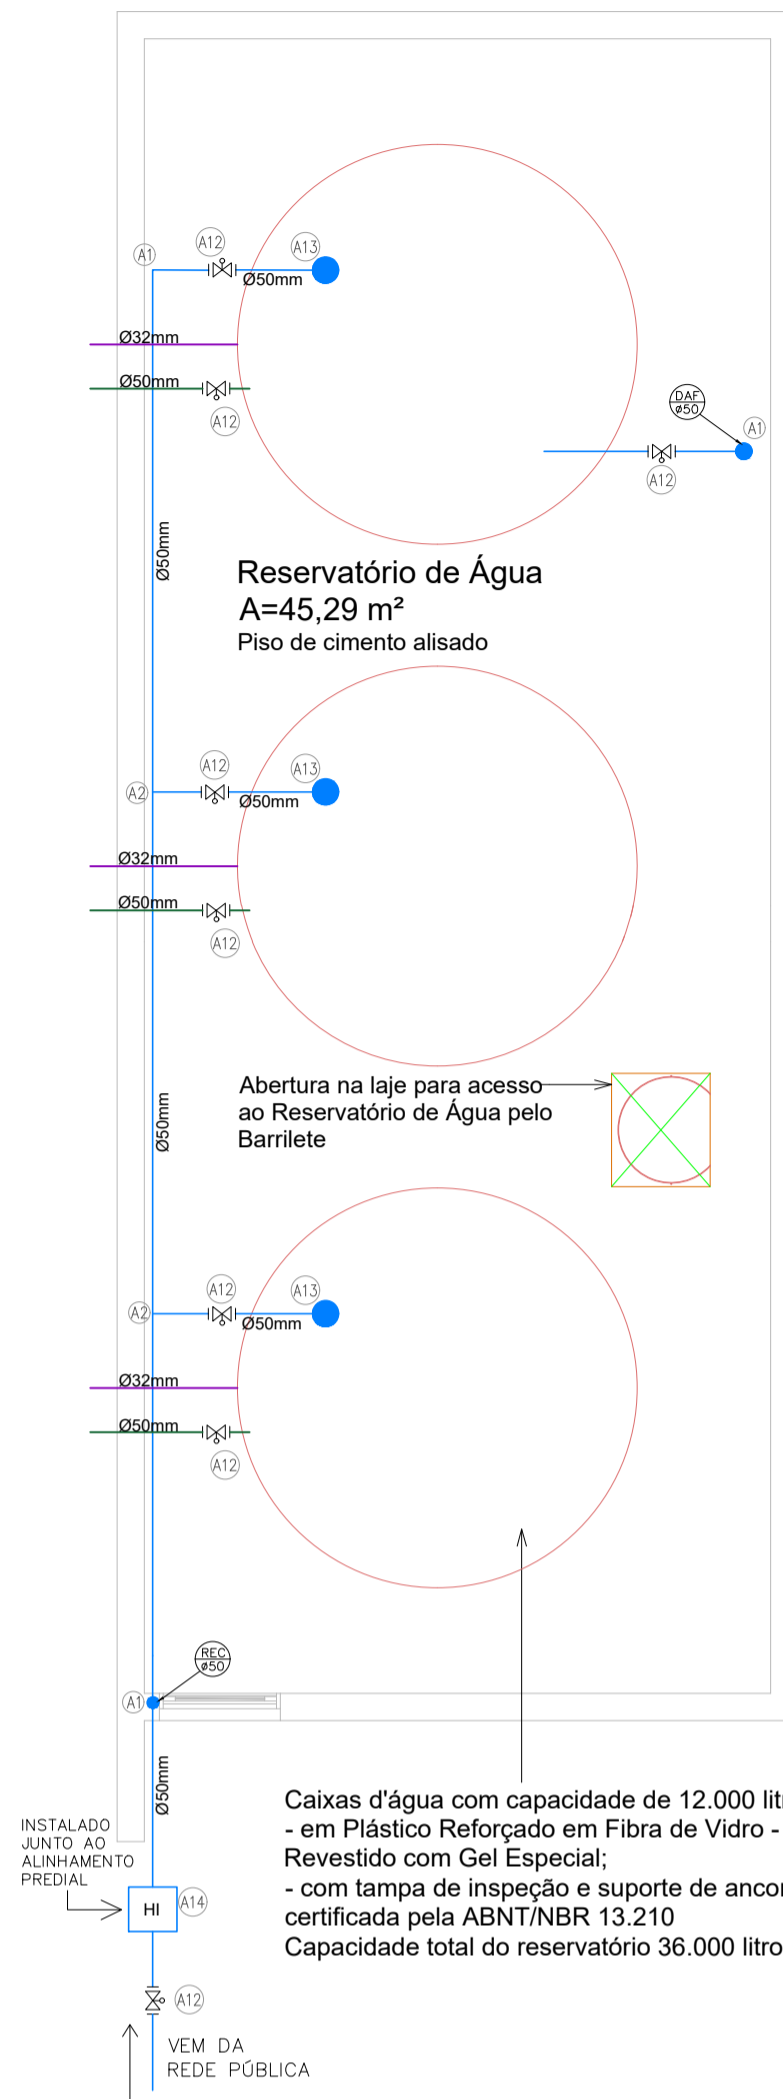 A12
A13
A1
Ø50mm
Ø32mm
Ø50mm
A12
DAF
ø50
A1
A12
Ø50mm
Reservatório de Água
A=45,29 m²
Piso de cimento alisado
A12
A13
A2
Ø50mm
Ø32mm
Ø50mm
A12
Abertura na laje para acesso
ao Reservatório de Água pelo
Barrilete
Ø50mm
A12
A13
A2
Ø50mm
Ø32mm
Ø50mm
A12
REC
ø50
A1
Ø50mm
Caixas d'água com capacidade de 12.000
- em Plástico Reforçado em Fibra de Vidro -
Revestido com Gel Especial;
- com tampa de inspeção e suporte de
certificada pela ABNT/NBR 13.210
Capacidade total do reservatório 36.000
INSTALADO
JUNTO AO
ALINHAMENTO
PREDIAL
HI
A14
A12
VEM DA
REDE PÚBLICA